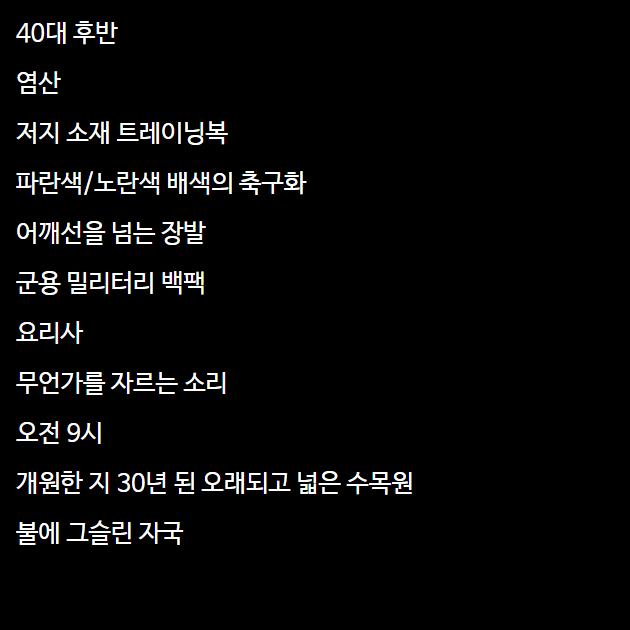 40대 후반
염산
저지 소재 트레이닝복
파란색/노란색 배색의 축구화
어깨선을 넘는 장발
군용 밀리터리 백팩
요리사
무언가를 자르는 소리
오전 9시
개원한 지 30년 된 오래되고 넓은 수목원
불에 그슬린 자국